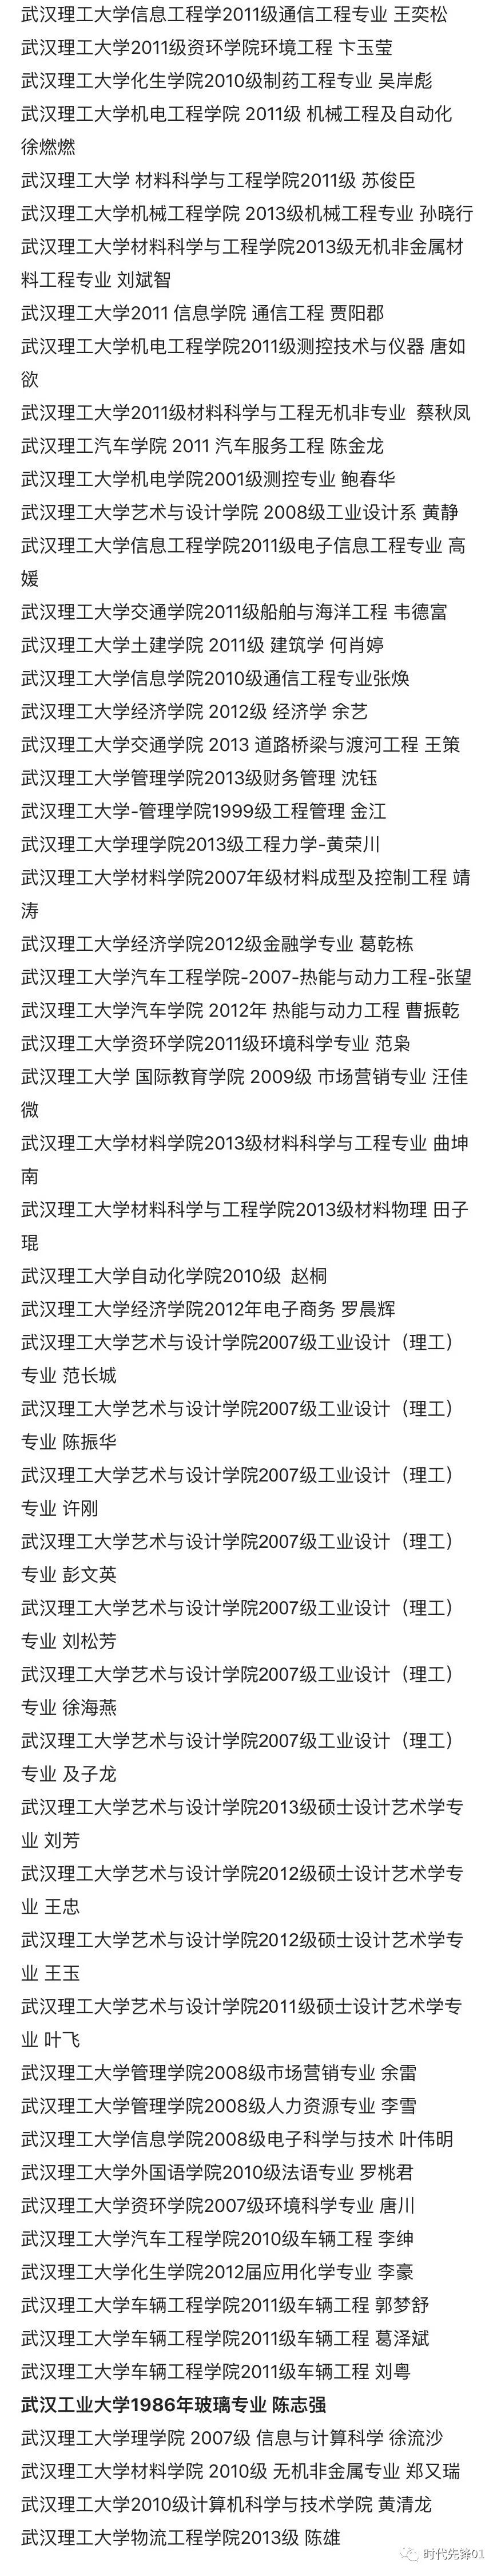 武汉理工大学信息工程学2011级通信工程专业 王奕松
武汉理工大学2011级资环学院环境工程 卞玉莹
武汉理工大学化生学院2010级制药工程专业 吴岸彪
武汉理工大学机电工程学院 2011级 机械工程及自动化
徐燃燃
武汉理工大学 材料科学与工程学院2011级 苏俊臣
武汉理工大学机械工程学院 2013级机械工程专业 孙晓行
武汉理工大学材料科学与工程学院2013级无机非金属材
料工程专业 刘斌智
武汉理工大学2011 信息学院 通信工程 贾阳郡
武汉理工大学机电工程学院2011级测控技术与仪器 唐如
欲
武汉理工大学2011级材料科学与工程无机非专业  蔡秋凤
武汉理工汽车学院 2011 汽车服务工程 陈金龙
武汉理工大学机电学院2001级测控专业 鲍春华
武汉理工大学艺术与设计学院 2008级工业设计系 黄静
武汉理工大学信息工程学院2011级电子信息工程专业 高
媛
武汉理工大学交通学院2011级船舶与海洋工程 韦德富
武汉理工大学土建学院 2011级 建筑学 何肖婷
武汉理工大学信息学院2010级通信工程专业张焕
武汉理工大学经济学院 2012级 经济学 余艺
武汉理工大学交通学院 2013 道路桥梁与渡河工程 王策
武汉理工大学管理学院2013级财务管理 沈钰
武汉理工大学-管理学院1999级工程管理 金江
武汉理工大学理学院2013级工程力学-黄荣川
武汉理工大学材料学院2007年级材料成型及控制工程 靖
涛
武汉理工大学经济学院2012级金融学专业 葛乾栋
武汉理工大学汽车工程学院-2007-热能与动力工程-张望
武汉理工大学汽车学院 2012年 热能与动力工程 曹振乾
武汉理工大学资环学院2011级环境科学专业 范枭
武汉理工大学 国际教育学院 2009级 市场营销专业 汪佳
微
武汉理工大学材料学院2013级材料科学与工程专业 曲坤
南
武汉理工大学材料科学与工程学院2013级材料物理 田子
琨
武汉理工大学自动化学院2010级  赵桐
武汉理工大学经济学院2012年电子商务 罗晨辉
武汉理工大学艺术与设计学院2007级工业设计（理工）
专业 范长城
武汉理工大学艺术与设计学院2007级工业设计（理工）
专业 陈振华
武汉理工大学艺术与设计学院2007级工业设计（理工）
专业 许刚
武汉理工大学艺术与设计学院2007级工业设计（理工）
专业 彭文英
武汉理工大学艺术与设计学院2007级工业设计（理工）
专业 刘松芳
武汉理工大学艺术与设计学院2007级工业设计（理工）
专业 徐海燕
武汉理工大学艺术与设计学院2007级工业设计（理工）
专业 及子龙
武汉理工大学艺术与设计学院2013级硕士设计艺术学专
业 刘芳
武汉理工大学艺术与设计学院2012级硕士设计艺术学专
业 王忠
武汉理工大学艺术与设计学院2012级硕士设计艺术学专
业 王玉
武汉理工大学艺术与设计学院2011级硕士设计艺术学专
业 叶飞
武汉理工大学管理学院2008级市场营销专业 余雷
武汉理工大学管理学院2008级人力资源专业 李雪
武汉理工大学信息学院2008级电子科学与技术 叶伟明
武汉理工大学外国语学院2010级法语专业 罗桃君
武汉理工大学资环学院2007级环境科学专业 唐川
武汉理工大学汽车工程学院2010级车辆工程 李绅
武汉理工大学化生学院2012届应用化学专业 李豪
武汉理工大学车辆工程学院2011级车辆工程 郭梦舒
武汉理工大学车辆工程学院2011级车辆工程 葛泽斌
武汉理工大学车辆工程学院2011级车辆工程 刘粤
武汉工业大学1986年玻璃专业 陈志强
武汉理工大学理学院 2007级 信息与计算科学 徐流沙
武汉理工大学材料学院 2010级 无机非金属专业 郑又瑞
武汉理工大学2010级计算机科学与技术学院 黄清龙
武汉理工大学物流工程学院2013级 陈雄
时代先锋01